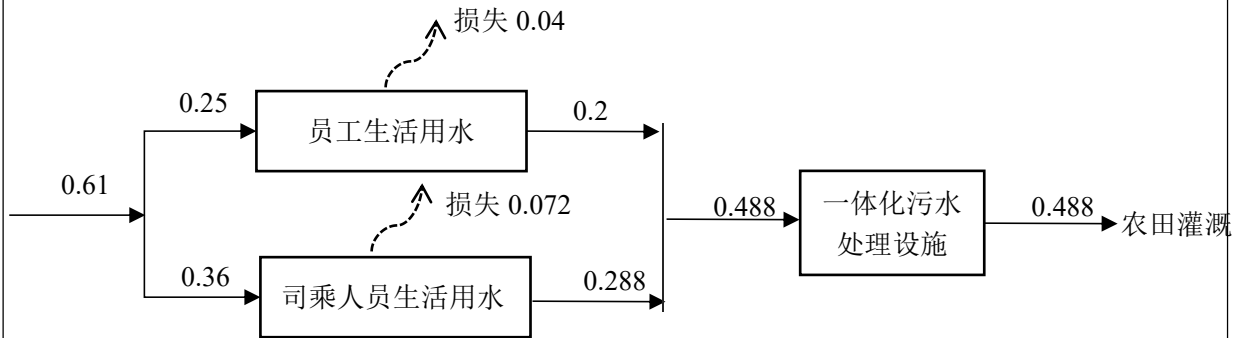 损失 0.04
0.25
员工生活用水
0.2
0.61
损失 0.072
0.488
一体化污水
处理设施
0.488
农田灌溉
0.36
司乘人员生活用水
0.288